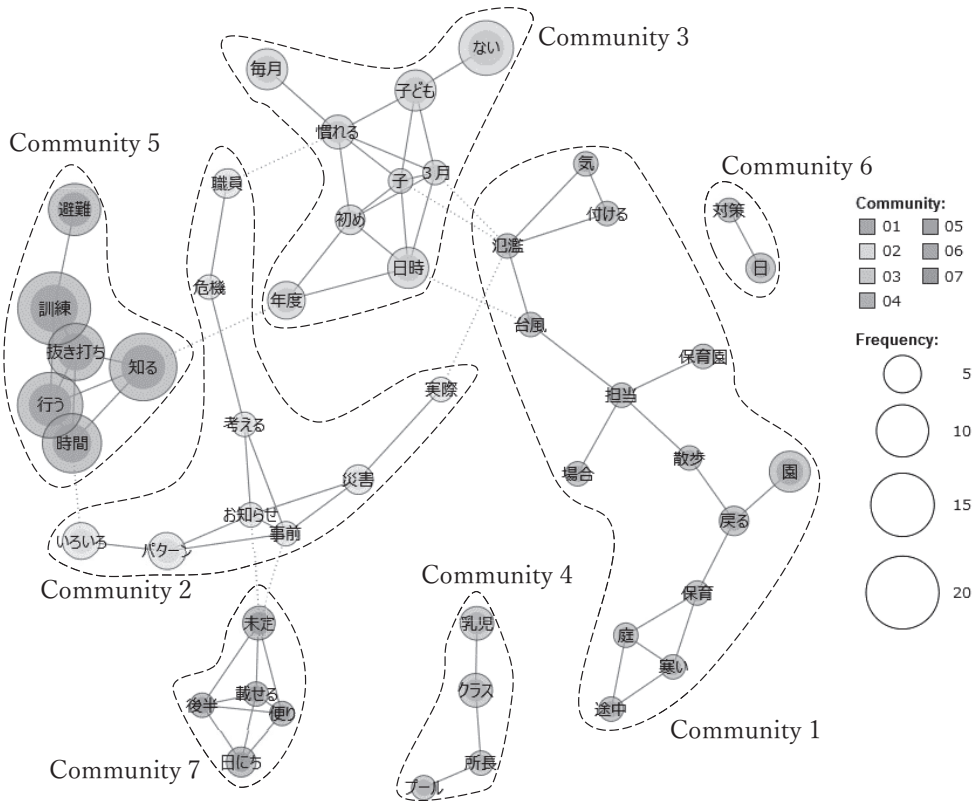 Community 3
ない
毎月
子ども
慣れる
3月
子
初め
日時
年度
Community 5
避難
訓練
抜き打ち
知る
行う
時間
職員
危機
考える
実際
災害
お知らせ
事前
いろいろ
パターン
Community 2
気
付ける
氾濫
台風
保育園
担当
場合
散歩
園
戻る
保育
庭
寒い
途中
Community 1
Community 6
対策
日
Community 4
乳児
クラス
所長
プール
未定
後半
載せる
便り
日にち
Community 7
Community:
01 05
02 06
03 07
04
Frequency:
5
10
15
20